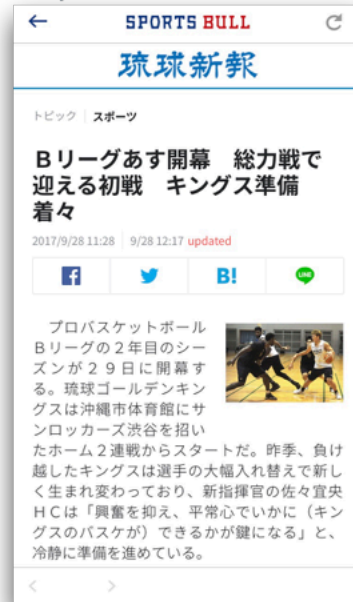 SPORTS BULL
琉球新報
トピック スポーツ
Bリーグあす開幕 総力戦で
迎える初戦 キングス準備
着々
2017/9/28 11:28 9/28 12:17 updated
f B! LINE
プロバスケットボール
Bリーグの２年目のシー
ズンが２９日に開幕す
る。琉球ゴールデンキン
グスは沖縄市体育館にサ
ンロッカーズ渋谷を招い
たホーム２連戦からスタートだ。昨季、負け
越したキングスは選手の大幅入れ替えで新し
く生まれ変わっており、新指揮官の佐々宜央
ＨＣは「興奮を抑え、平常心でいかに（キン
グスのバスケが）できるかが鍵になる」と、
冷静に準備を進めている。